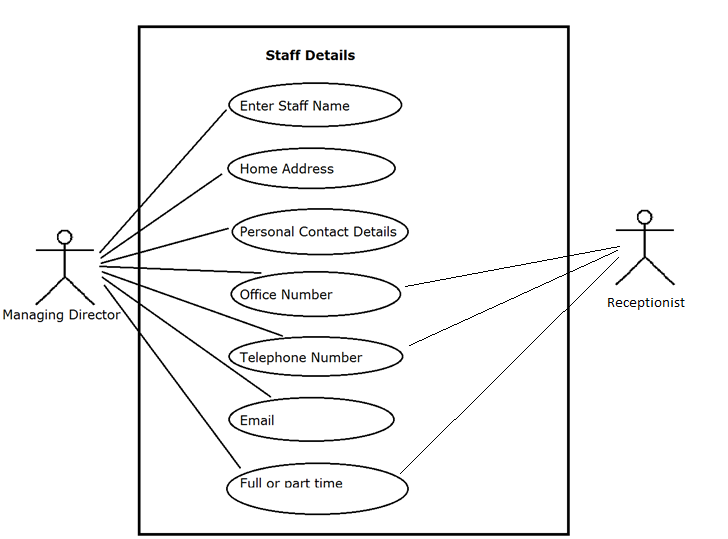 Staff Details
Enter Staff Name
Home Address
Personal Contact Details
Office Number
Telephone Number
Email
Full or part time
Managing Director
Receptionist